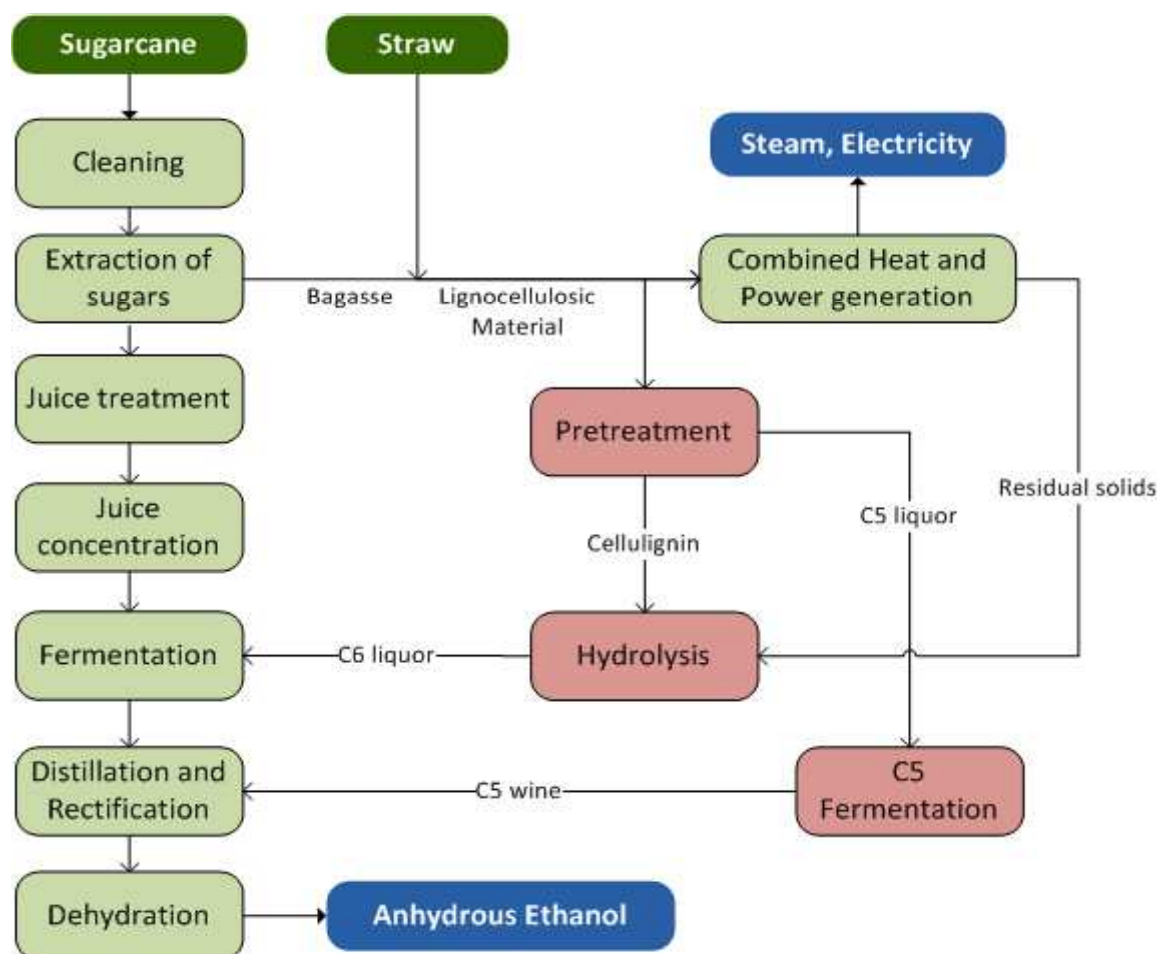 Sugarcane
Straw
Cleaning
Steam, Electricity
Extraction of
sugars
Bagasse
Lignocellulosic
Material
Combined Heat and
Power generation
Juice treatment
Pretreatment
Juice
concentration
Cellulignin
C5 liquor
Residual solids
Fermentation
C6 liquor
Hydrolysis
Distillation and
Rectification
C5 wine
C5
Fermentation
Dehydration
Anhydrous Ethanol